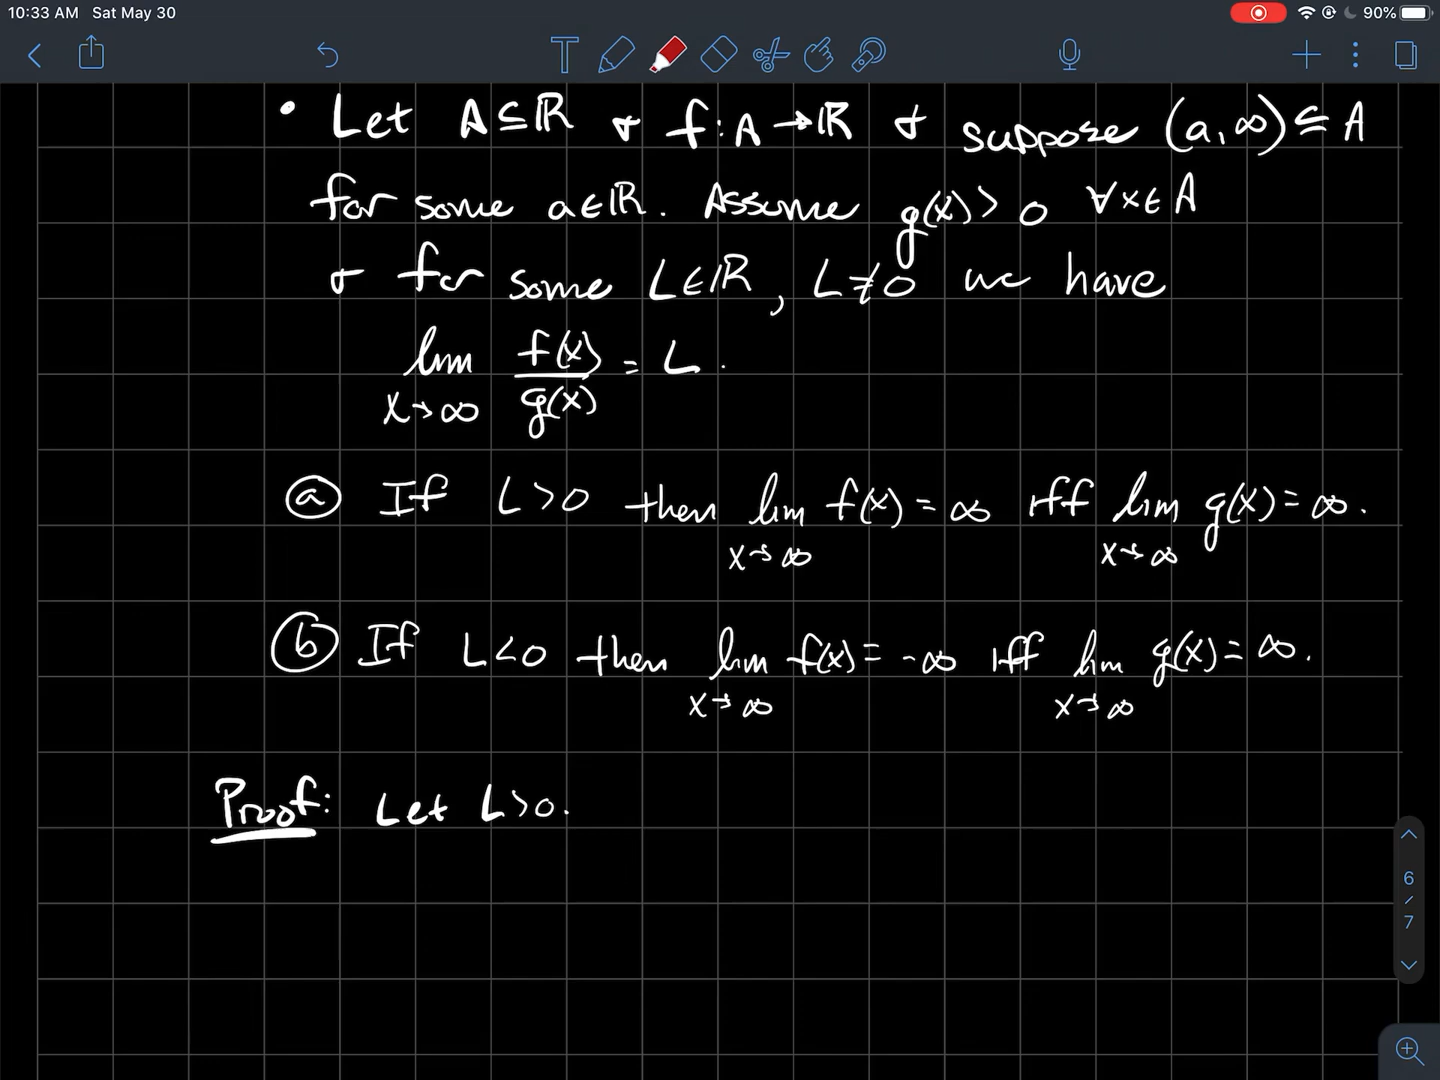 10:33 AM Sat May 30
90%
• Let A⊆ℝ & f:A→ℝ & suppose (a,∞)⊆A
for some a∈ℝ. Assume g(x)>0 ∀x∈A
& for some L∈ℝ, L≠0 we have
lim f(x)/g(x) = L.
x→∞
ⓐ If L>0 then lim f(x)=∞ iff lim g(x)=∞.
x→∞ x→∞
ⓑ If L<0 then lim f(x)=-∞ iff lim g(x)=∞.
x→∞ x→∞
Proof: Let L>0.
6
/
7